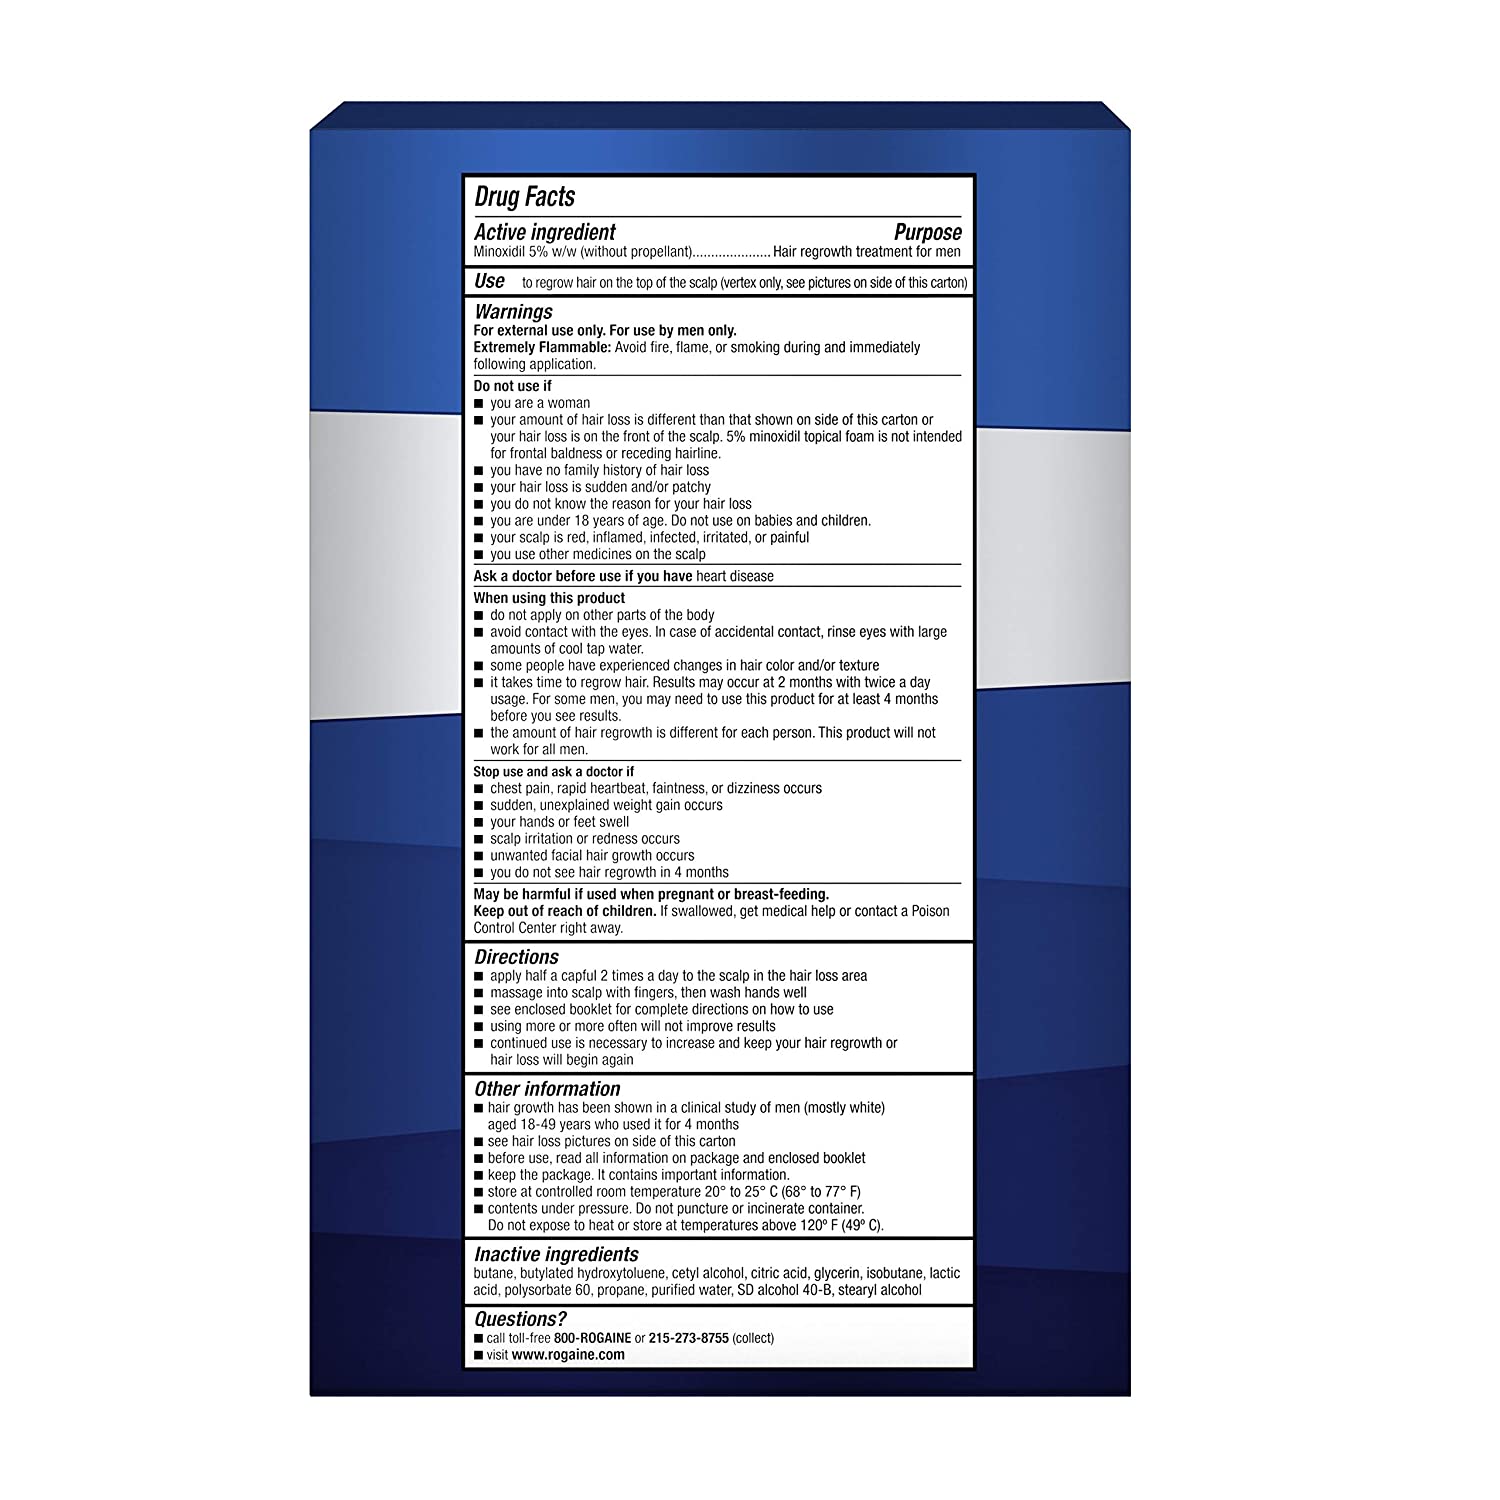 Drug Facts
Active ingredient Purpose
Minoxidil 5% w/w (without propellant)..................... Hair regrowth treatment for men
Use to regrow hair on the top of the scalp (vertex only, see pictures on side of this carton)
Warnings
For external use only. For use by men only.
Extremely Flammable: Avoid fire, flame, or smoking during and immediately
following application.
Do not use if
■ you are a woman
■ your amount of hair loss is different than that shown on side of this carton or
your hair loss is on the front of the scalp. 5% minoxidil topical foam is not intended
for frontal baldness or receding hairline.
■ you have no family history of hair loss
■ your hair loss is sudden and/or patchy
■ you do not know the reason for your hair loss
■ you are under 18 years of age. Do not use on babies and children.
■ your scalp is red, inflamed, infected, irritated, or painful
■ you use other medicines on the scalp
Ask a doctor before use if you have heart disease
When using this product
■ do not apply on other parts of the body
■ avoid contact with the eyes. In case of accidental contact, rinse eyes with large
amounts of cool tap water.
■ some people have experienced changes in hair color and/or texture
■ it takes time to regrow hair. Results may occur at 2 months with twice a day
usage. For some men, you may need to use this product for at least 4 months
before you see results.
■ the amount of hair regrowth is different for each person. This product will not
work for all men.
Stop use and ask a doctor if
■ chest pain, rapid heartbeat, faintness, or dizziness occurs
■ sudden, unexplained weight gain occurs
■ your hands or feet swell
■ scalp irritation or redness occurs
■ unwanted facial hair growth occurs
■ you do not see hair regrowth in 4 months
May be harmful if used when pregnant or breast-feeding.
Keep out of reach of children. If swallowed, get medical help or contact a Poison
Control Center right away.
Directions
■ apply half a capful 2 times a day to the scalp in the hair loss area
■ massage into scalp with fingers, then wash hands well
■ see enclosed booklet for complete directions on how to use
■ using more or more often will not improve results
■ continued use is necessary to increase and keep your hair regrowth or
hair loss will begin again
Other information
■ hair growth has been shown in a clinical study of men (mostly white)
aged 18-49 years who used it for 4 months
■ see hair loss pictures on side of this carton
■ before use, read all information on package and enclosed booklet
■ keep the package. It contains important information.
■ store at controlled room temperature 20° to 25° C (68° to 77° F)
■ contents under pressure. Do not puncture or incinerate container.
Do not expose to heat or store at temperatures above 120º F (49º C).
Inactive ingredients
butane, butylated hydroxytoluene, cetyl alcohol, citric acid, glycerin, isobutane, lactic
acid, polysorbate 60, propane, purified water, SD alcohol 40-B, stearyl alcohol
Questions?
■ call toll-free 800-ROGAINE or 215-273-8755 (collect)
■ visit www.rogaine.com